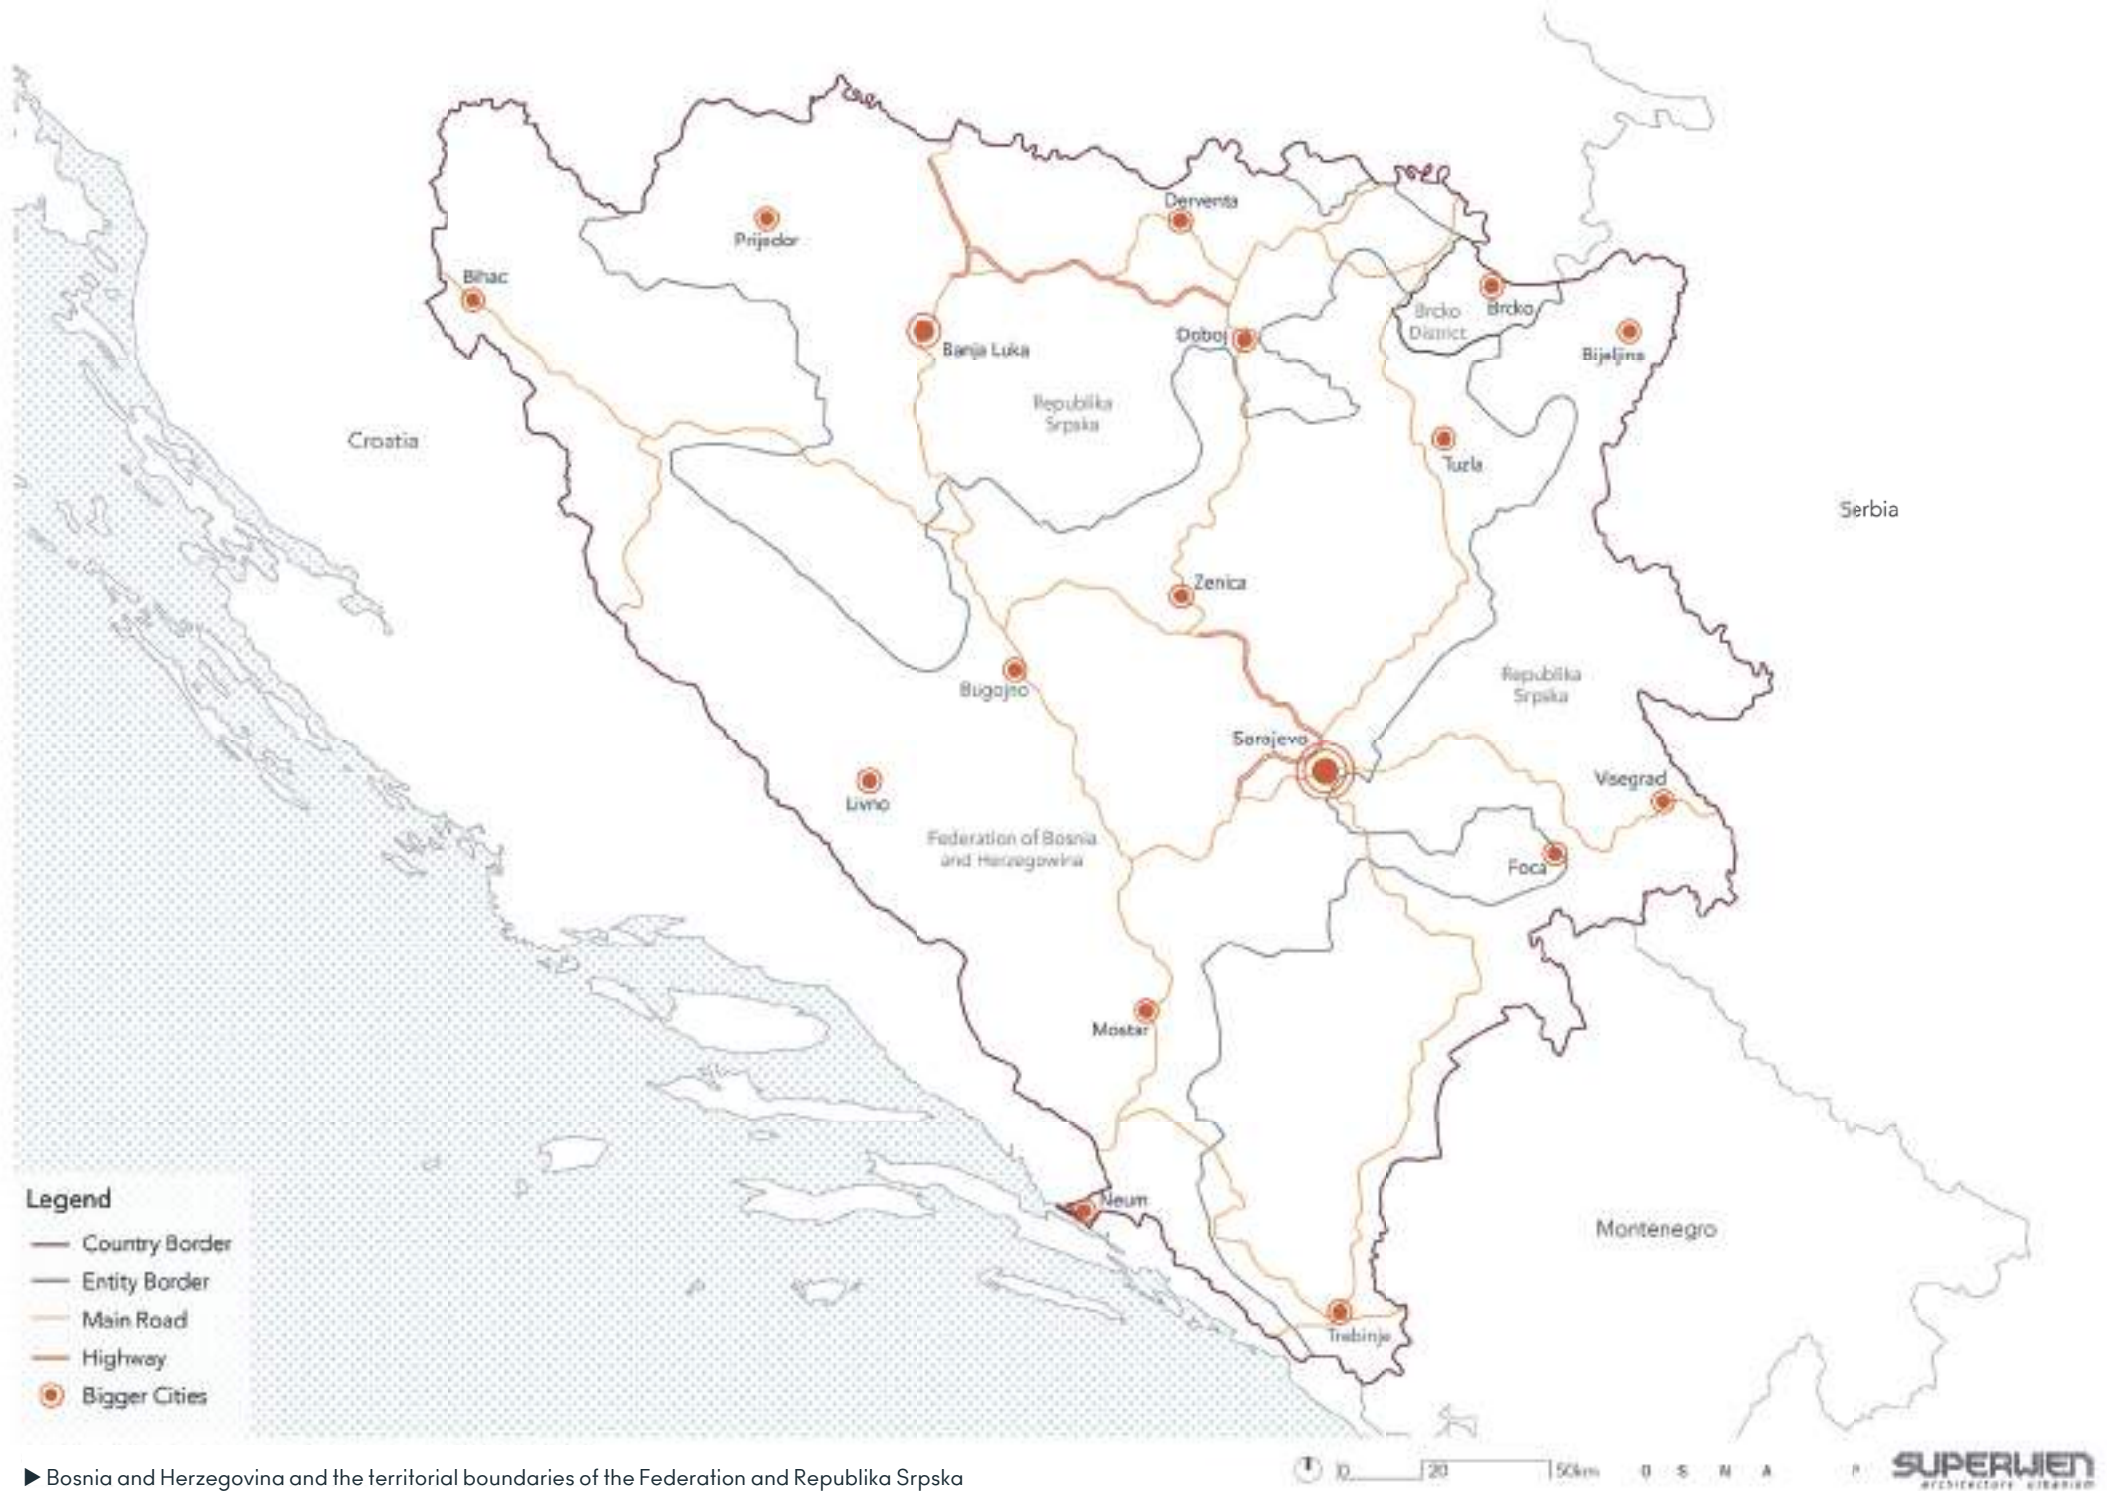 Derventa
Prijedor
Bihac
Brcko
District
Brcko
Doboj
Banja Luka
Bijeljina
Republika
Srpska
Croatia
Tuzla
Serbia
Zenica
Republika
Srpska
Bugojno
Sarajevo
Visegrad
Livno
Federation of Bosnia
and Herzegowina
Foca
Mostar
Neum
Montenegro
Trebinje
Legend
Country Border
Entity Border
Main Road
Highway
Bigger Cities
▶ Bosnia and Herzegovina and the territorial boundaries of the Federation and Republika Srpska
0 20 50km
O S N A
SUPERWIEN
architecture urbanism